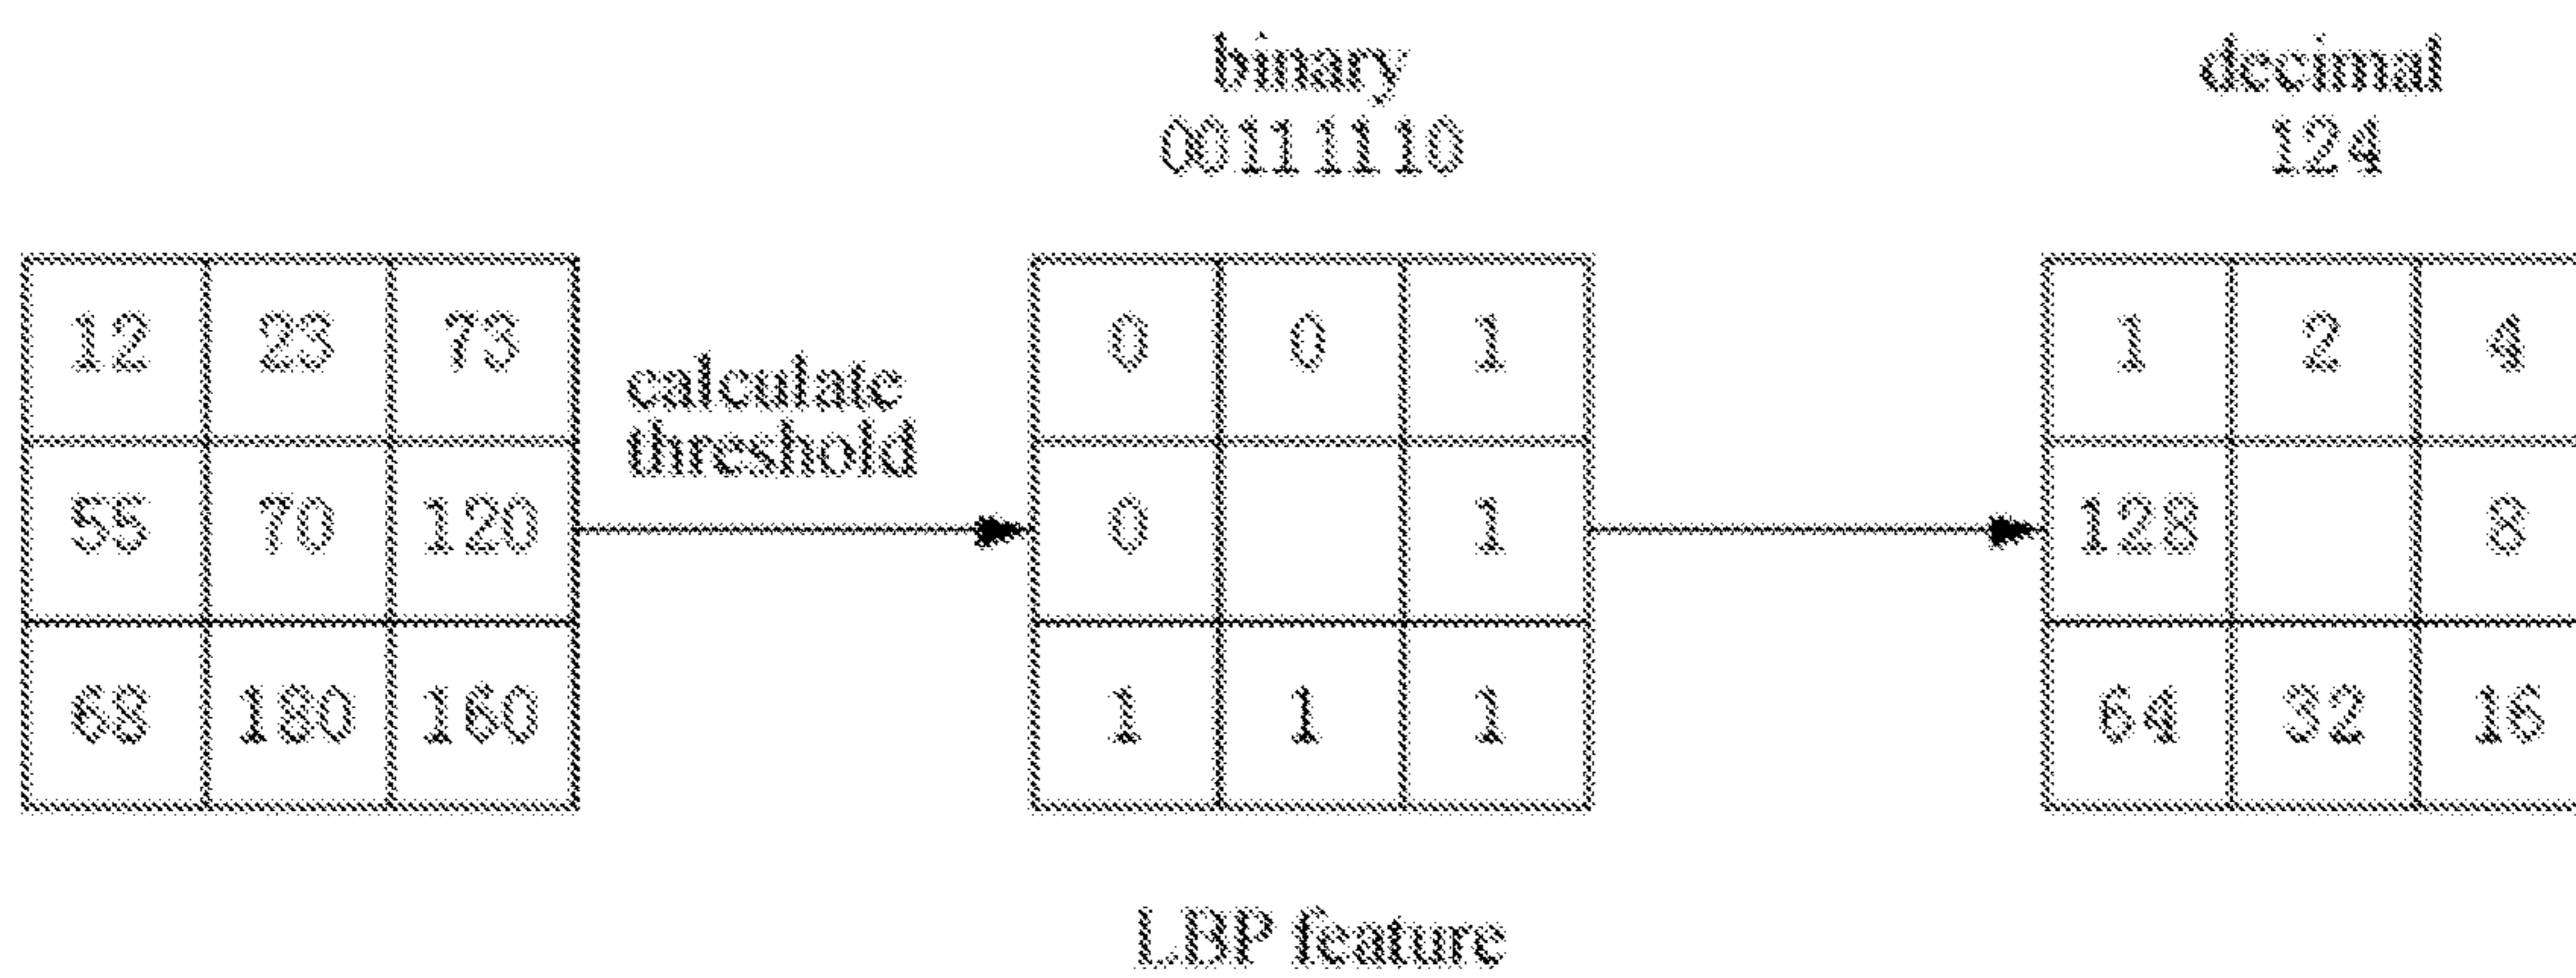 binary
00111110
decimal
124
12 23 73
55 70 120
68 180 160
calculate
threshold
0 0 1
0 1
1 1 1
1 2 4
128 8
64 32 16
LBP feature